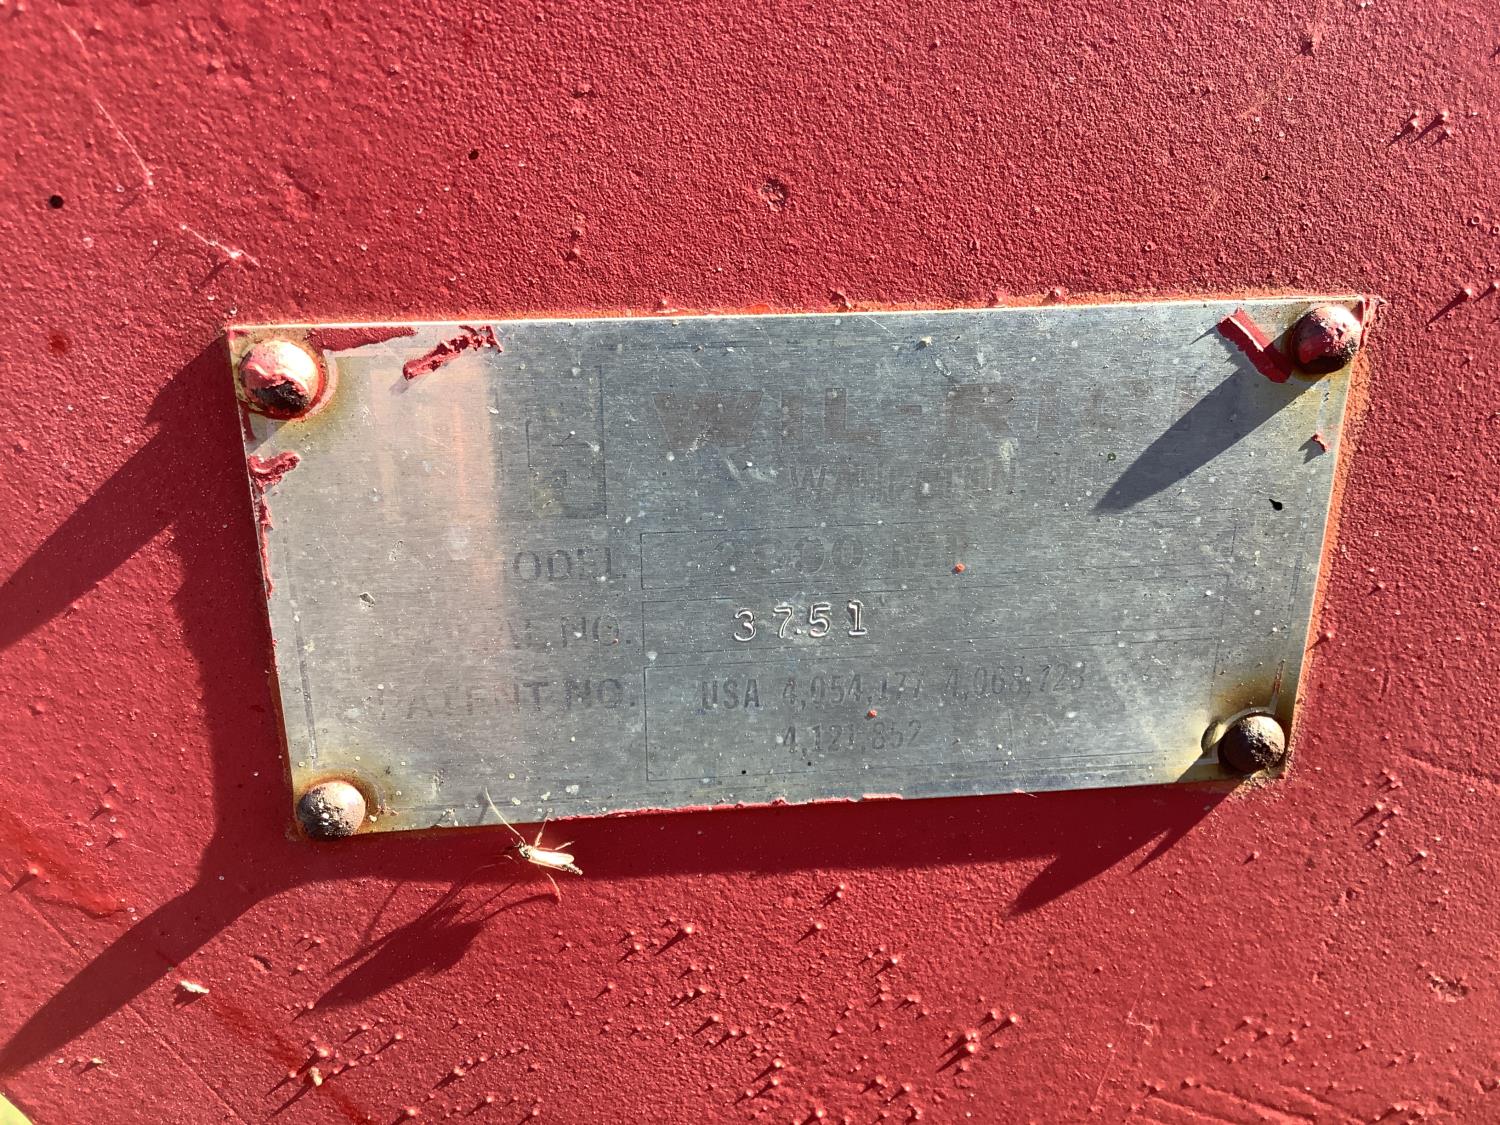 WIL-RICH
WAHPETON, ND
MODEL
SERIAL NO. 3751
PATENT NO. USA 4,054,177 4,068,723
4,121,852